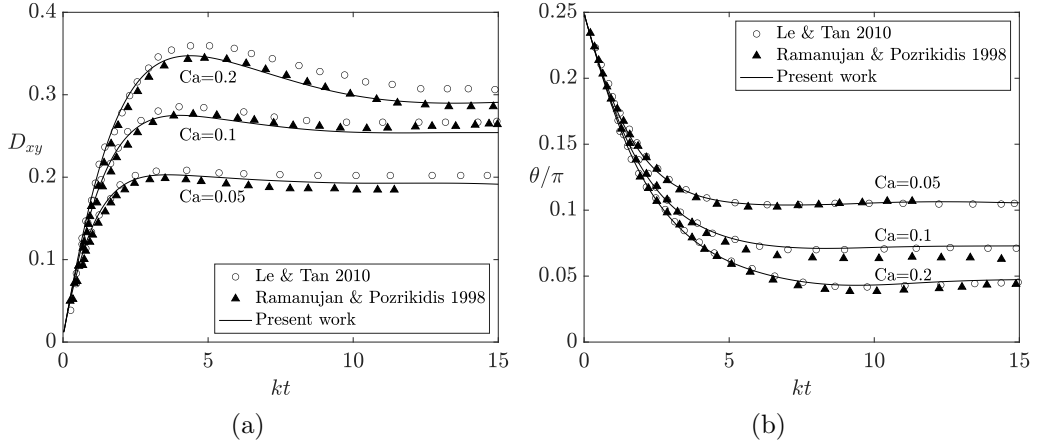 0.4
0.3
0.2
0.1
0
D_xy
Ca=0.2
Ca=0.1
Ca=0.05
Le & Tan 2010
Ramanujan & Pozrikidis 1998
Present work
0 5 10 15
kt
(a)
0.25
0.2
0.15
0.1
0.05
0
θ/π
Le & Tan 2010
Ramanujan & Pozrikidis 1998
Present work
Ca=0.05
Ca=0.1
Ca=0.2
0 5 10 15
kt
(b)